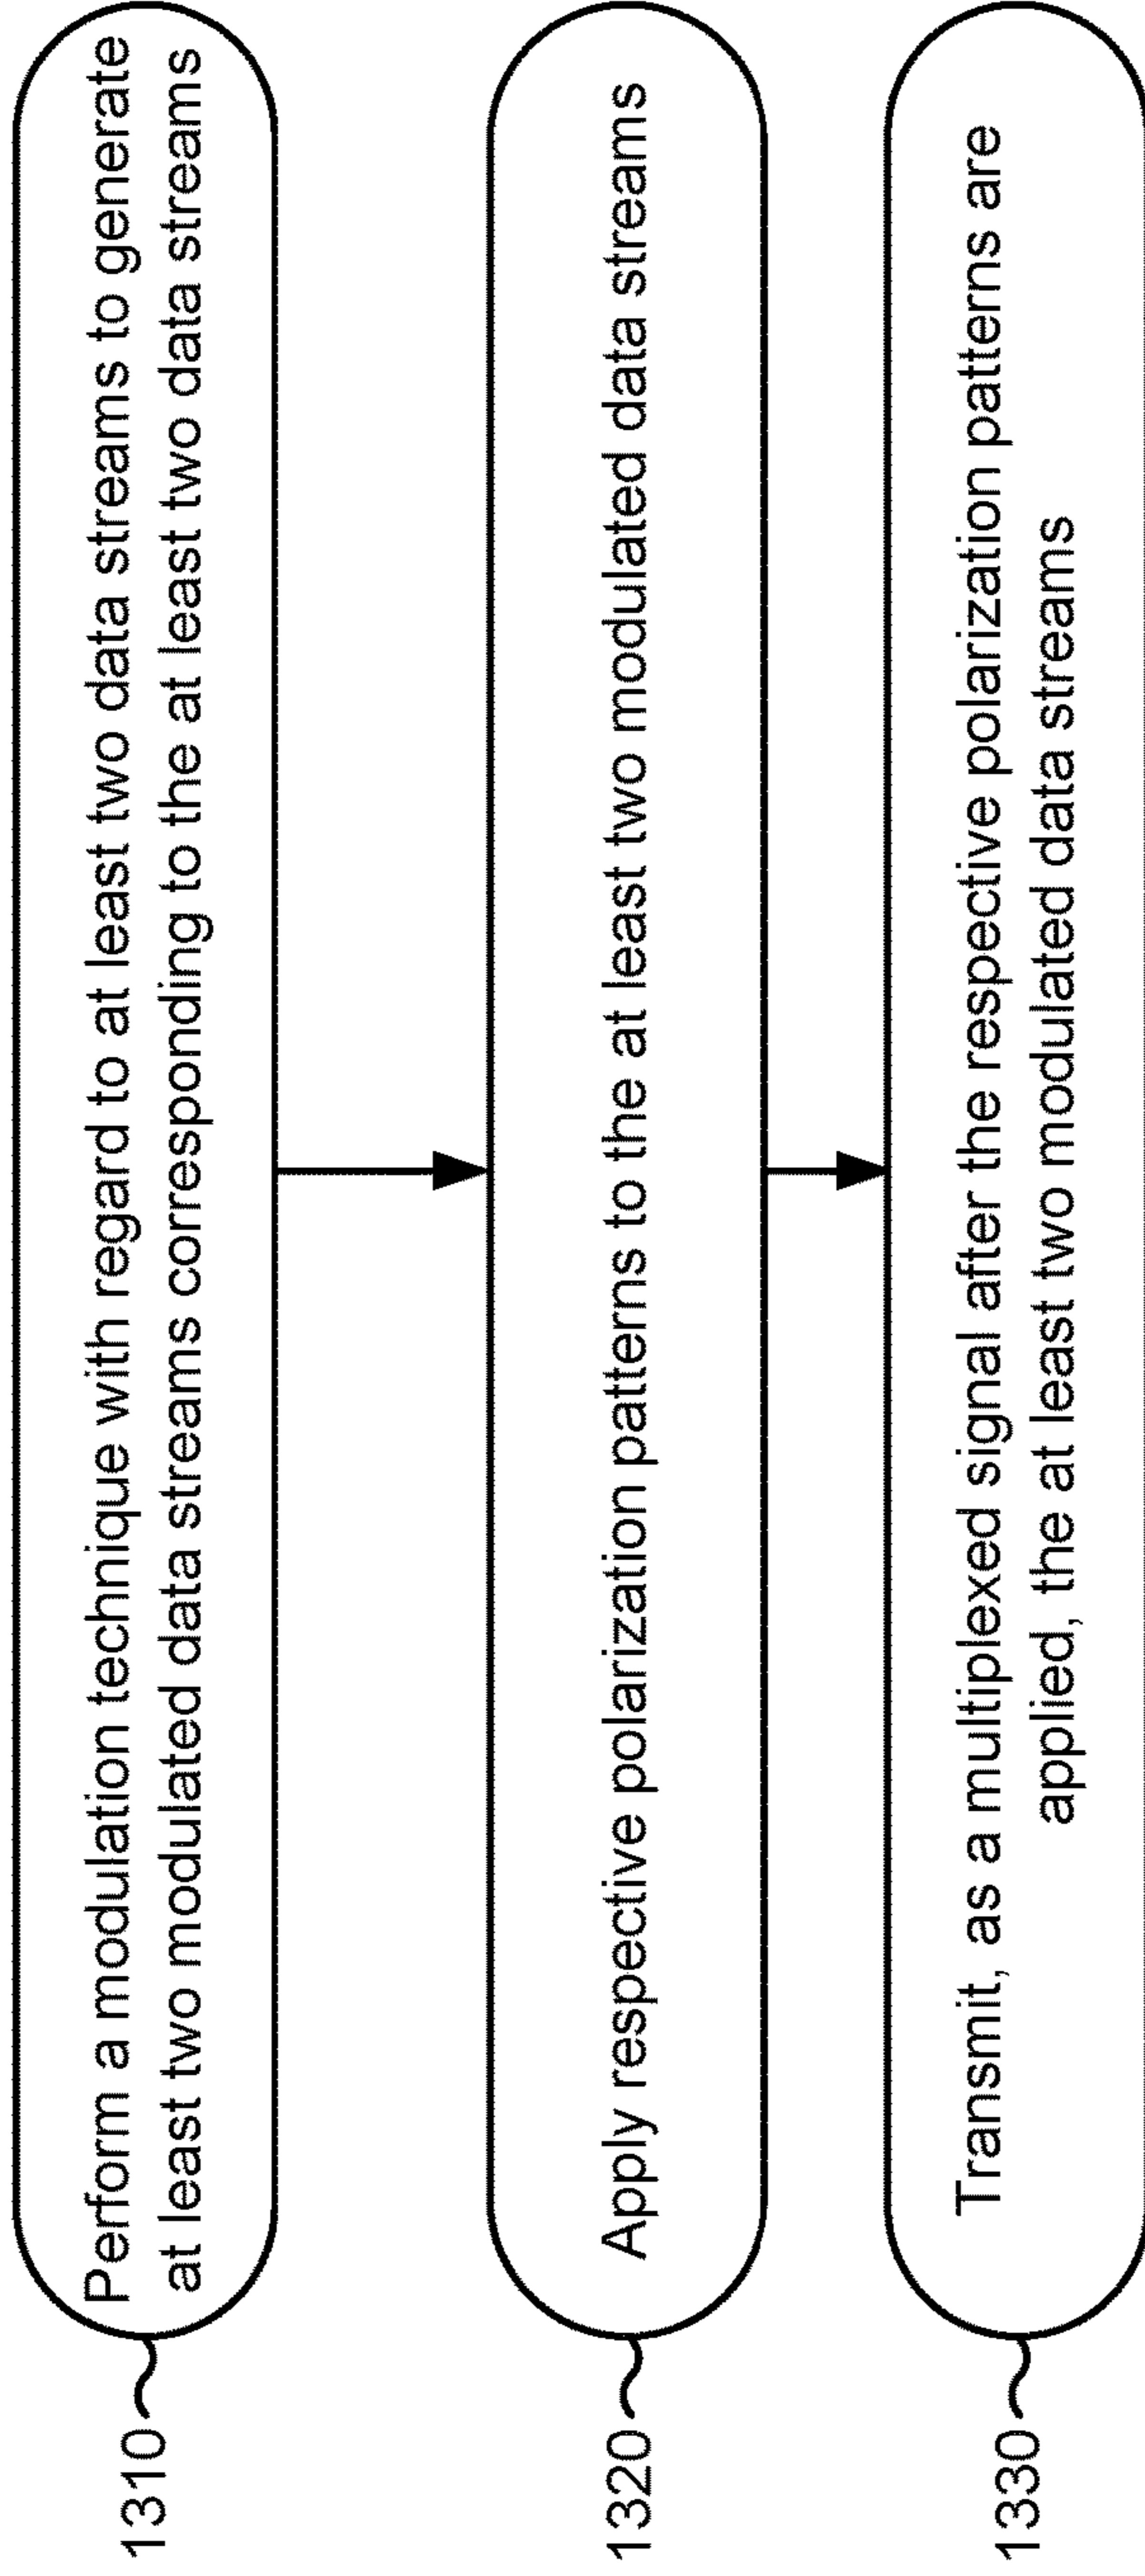 1310
Perform a modulation technique with regard to at least two data streams to generate
at least two modulated data streams corresponding to the at least two data streams
1320
Apply respective polarization patterns to the at least two modulated data streams
1330
Transmit, as a multiplexed signal after the respective polarization patterns are
applied, the at least two modulated data streams